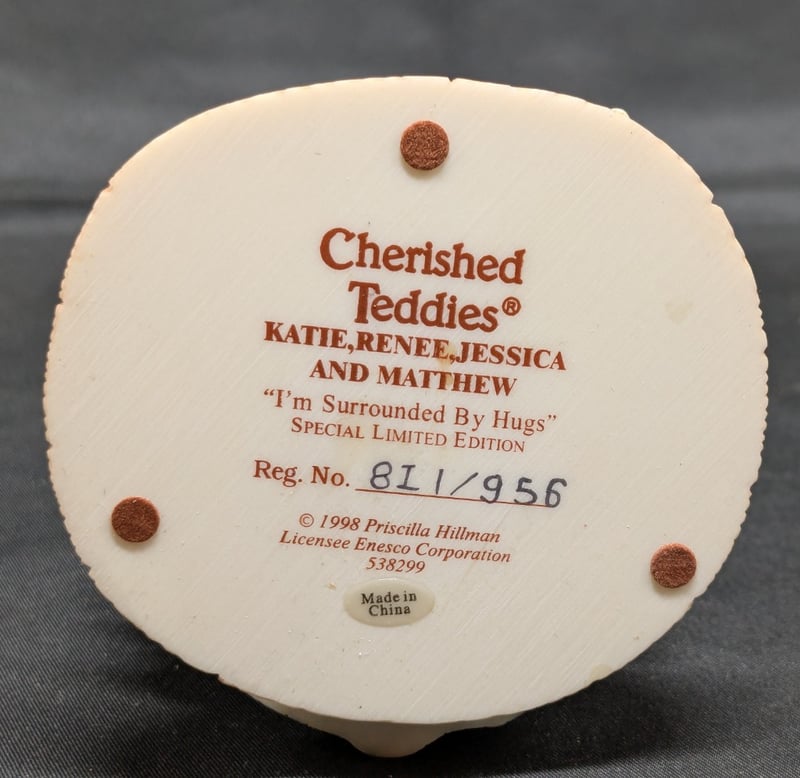 Cherished
Teddies®
KATIE,RENEE,JESSICA
AND MATTHEW
“I'm Surrounded By Hugs”
SPECIAL LIMITED EDITION
Reg. No. 8I1/956
© 1998 Priscilla Hillman
Licensee Enesco Corporation
538299
Made in
China